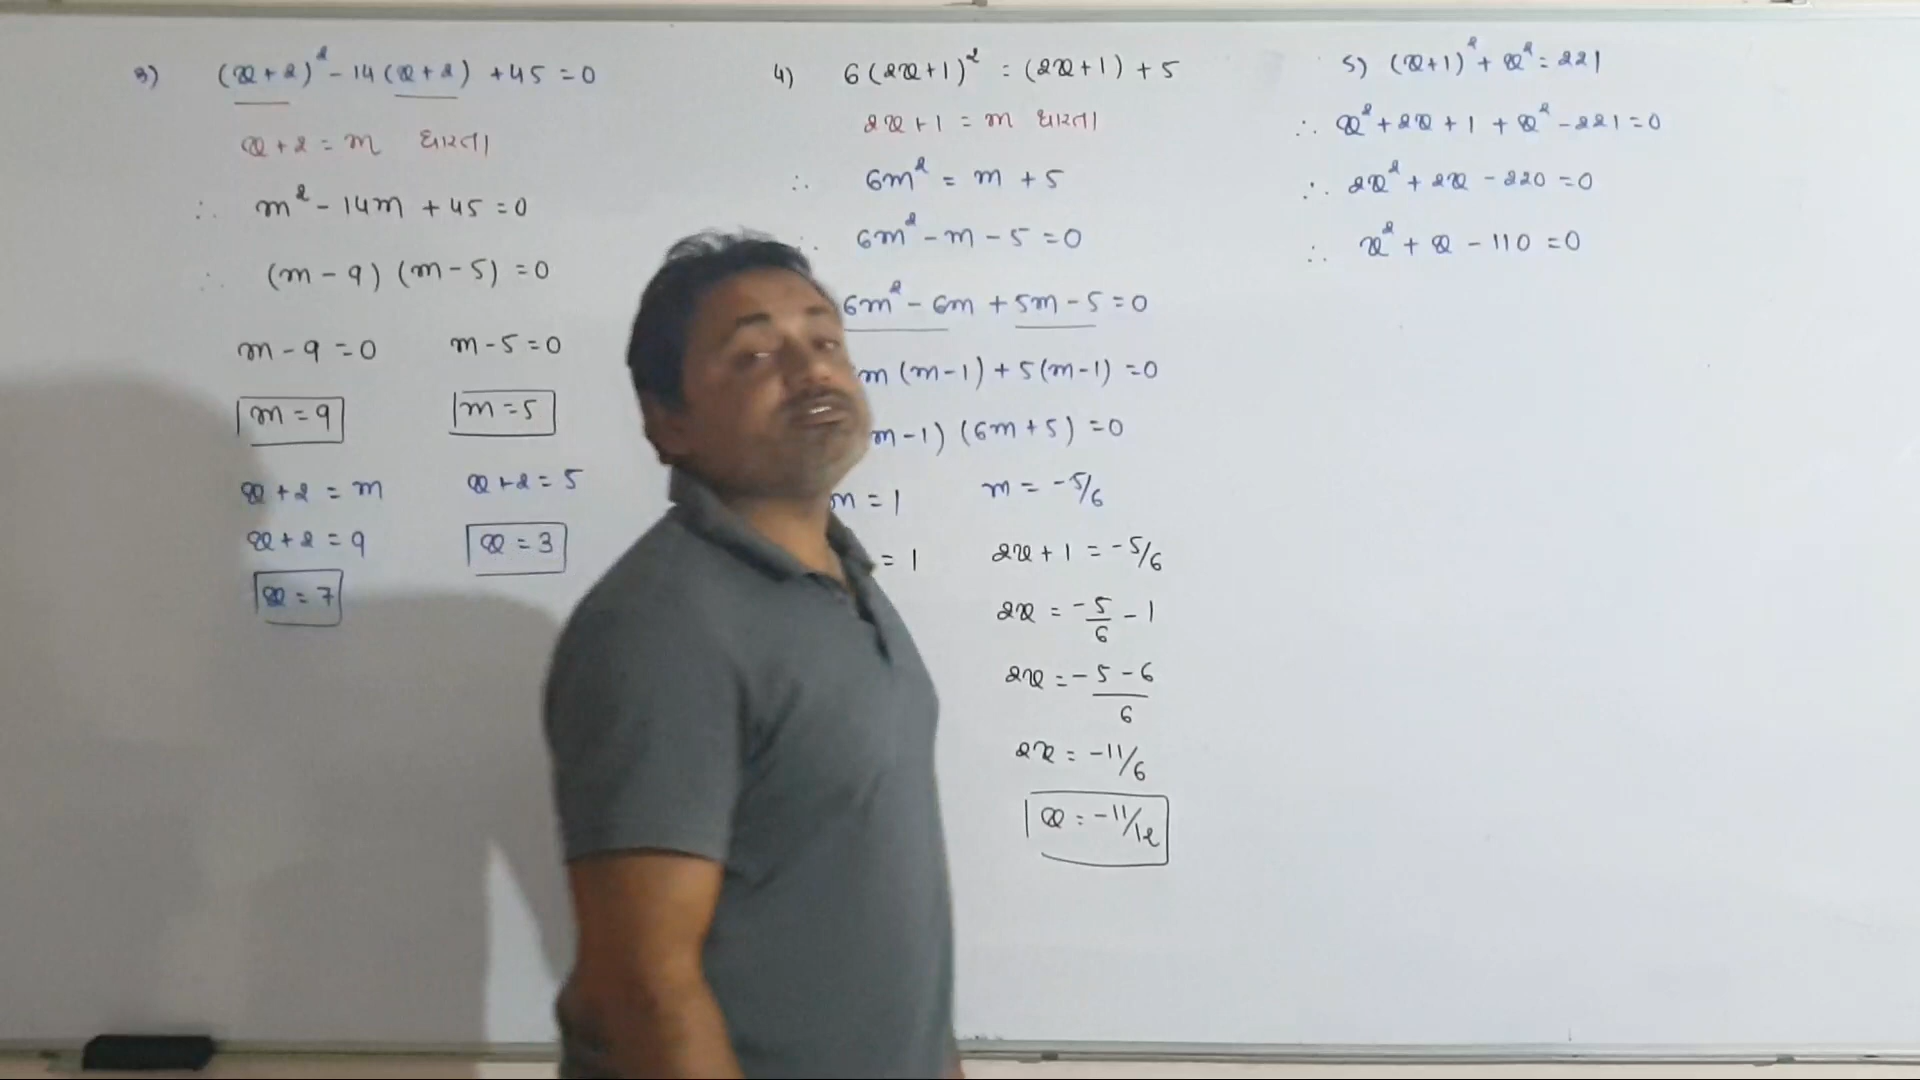 3) (x+2)² - 14(x+2) + 45 = 0
x+2 = m धारता
∴ m² - 14m + 45 = 0
∴ (m - 9) (m - 5) = 0
m - 9 = 0 m - 5 = 0
m = 9 m = 5
x + 2 = m x + 2 = 5
x + 2 = 9 x = 3
x = 7
4) 6(2x+1)² = (2x+1) + 5
2x+1 = m धारता
∴ 6m² = m + 5
∴ 6m² - m - 5 = 0
6m² - 6m + 5m - 5 = 0
m (m-1) + 5(m-1) = 0
m-1) (6m+5) = 0
m = 1 m = -5/6
= 1 2x + 1 = -5/6
2x = -5/6 - 1
2x = -5 - 6/6
2x = -11/6
x = -11/12
5) (x+1)² + x² = 221
∴ x² + 2x + 1 + x² - 221 = 0
∴ 2x² + 2x - 220 = 0
∴ x² + x - 110 = 0